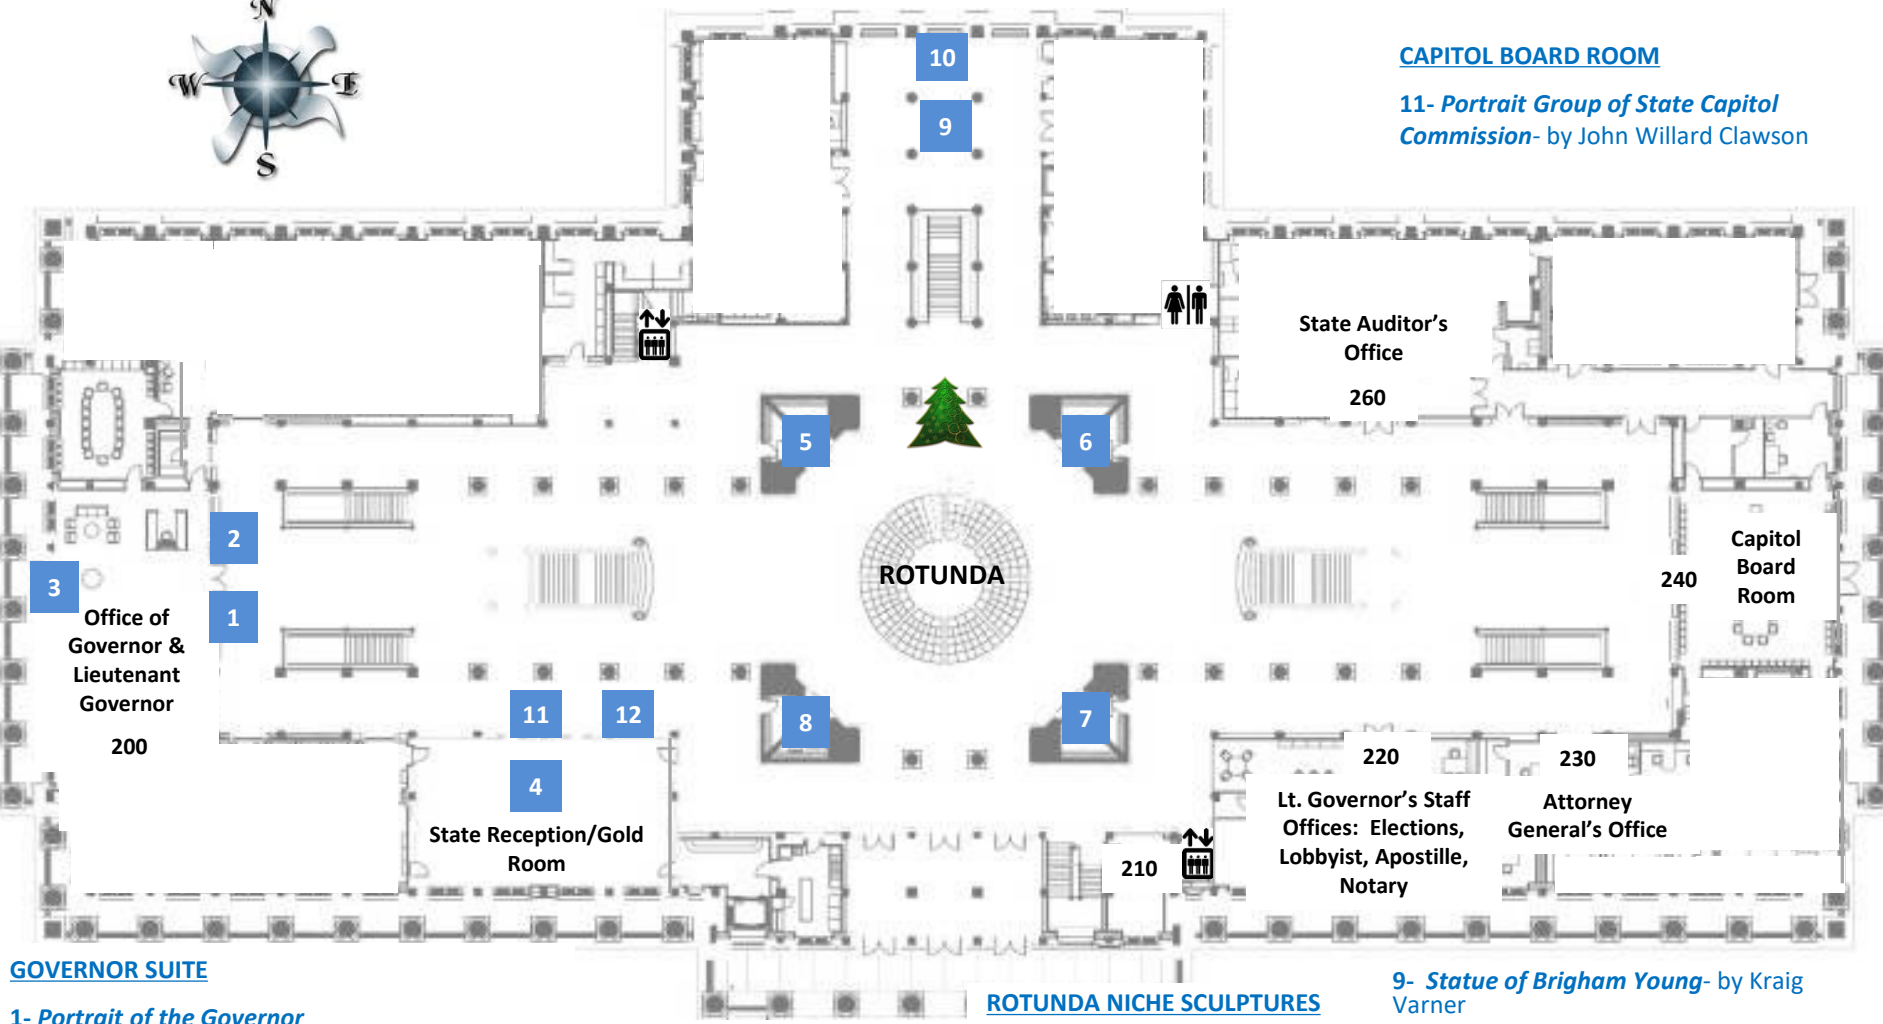 N
W
E
S
10
9
CAPITOL BOARD ROOM
11- Portrait Group of State Capitol
Commission- by John Willard Clawson
State Auditor's
Office
260
5
6
2
3
1
Office of
Governor &
Lieutenant
Governor
200
ROTUNDA
240
Capitol
Board
Room
11
12
8
7
4
State Reception/Gold
Room
210
220
Lt. Governor's Staff
Offices: Elections,
Lobbyist, Apostille,
Notary
230
Attorney
General's Office
GOVERNOR SUITE
1- Portrait of the Governor
ROTUNDA NICHE SCULPTURES
9- Statue of Brigham Young- by Kraig
Varner